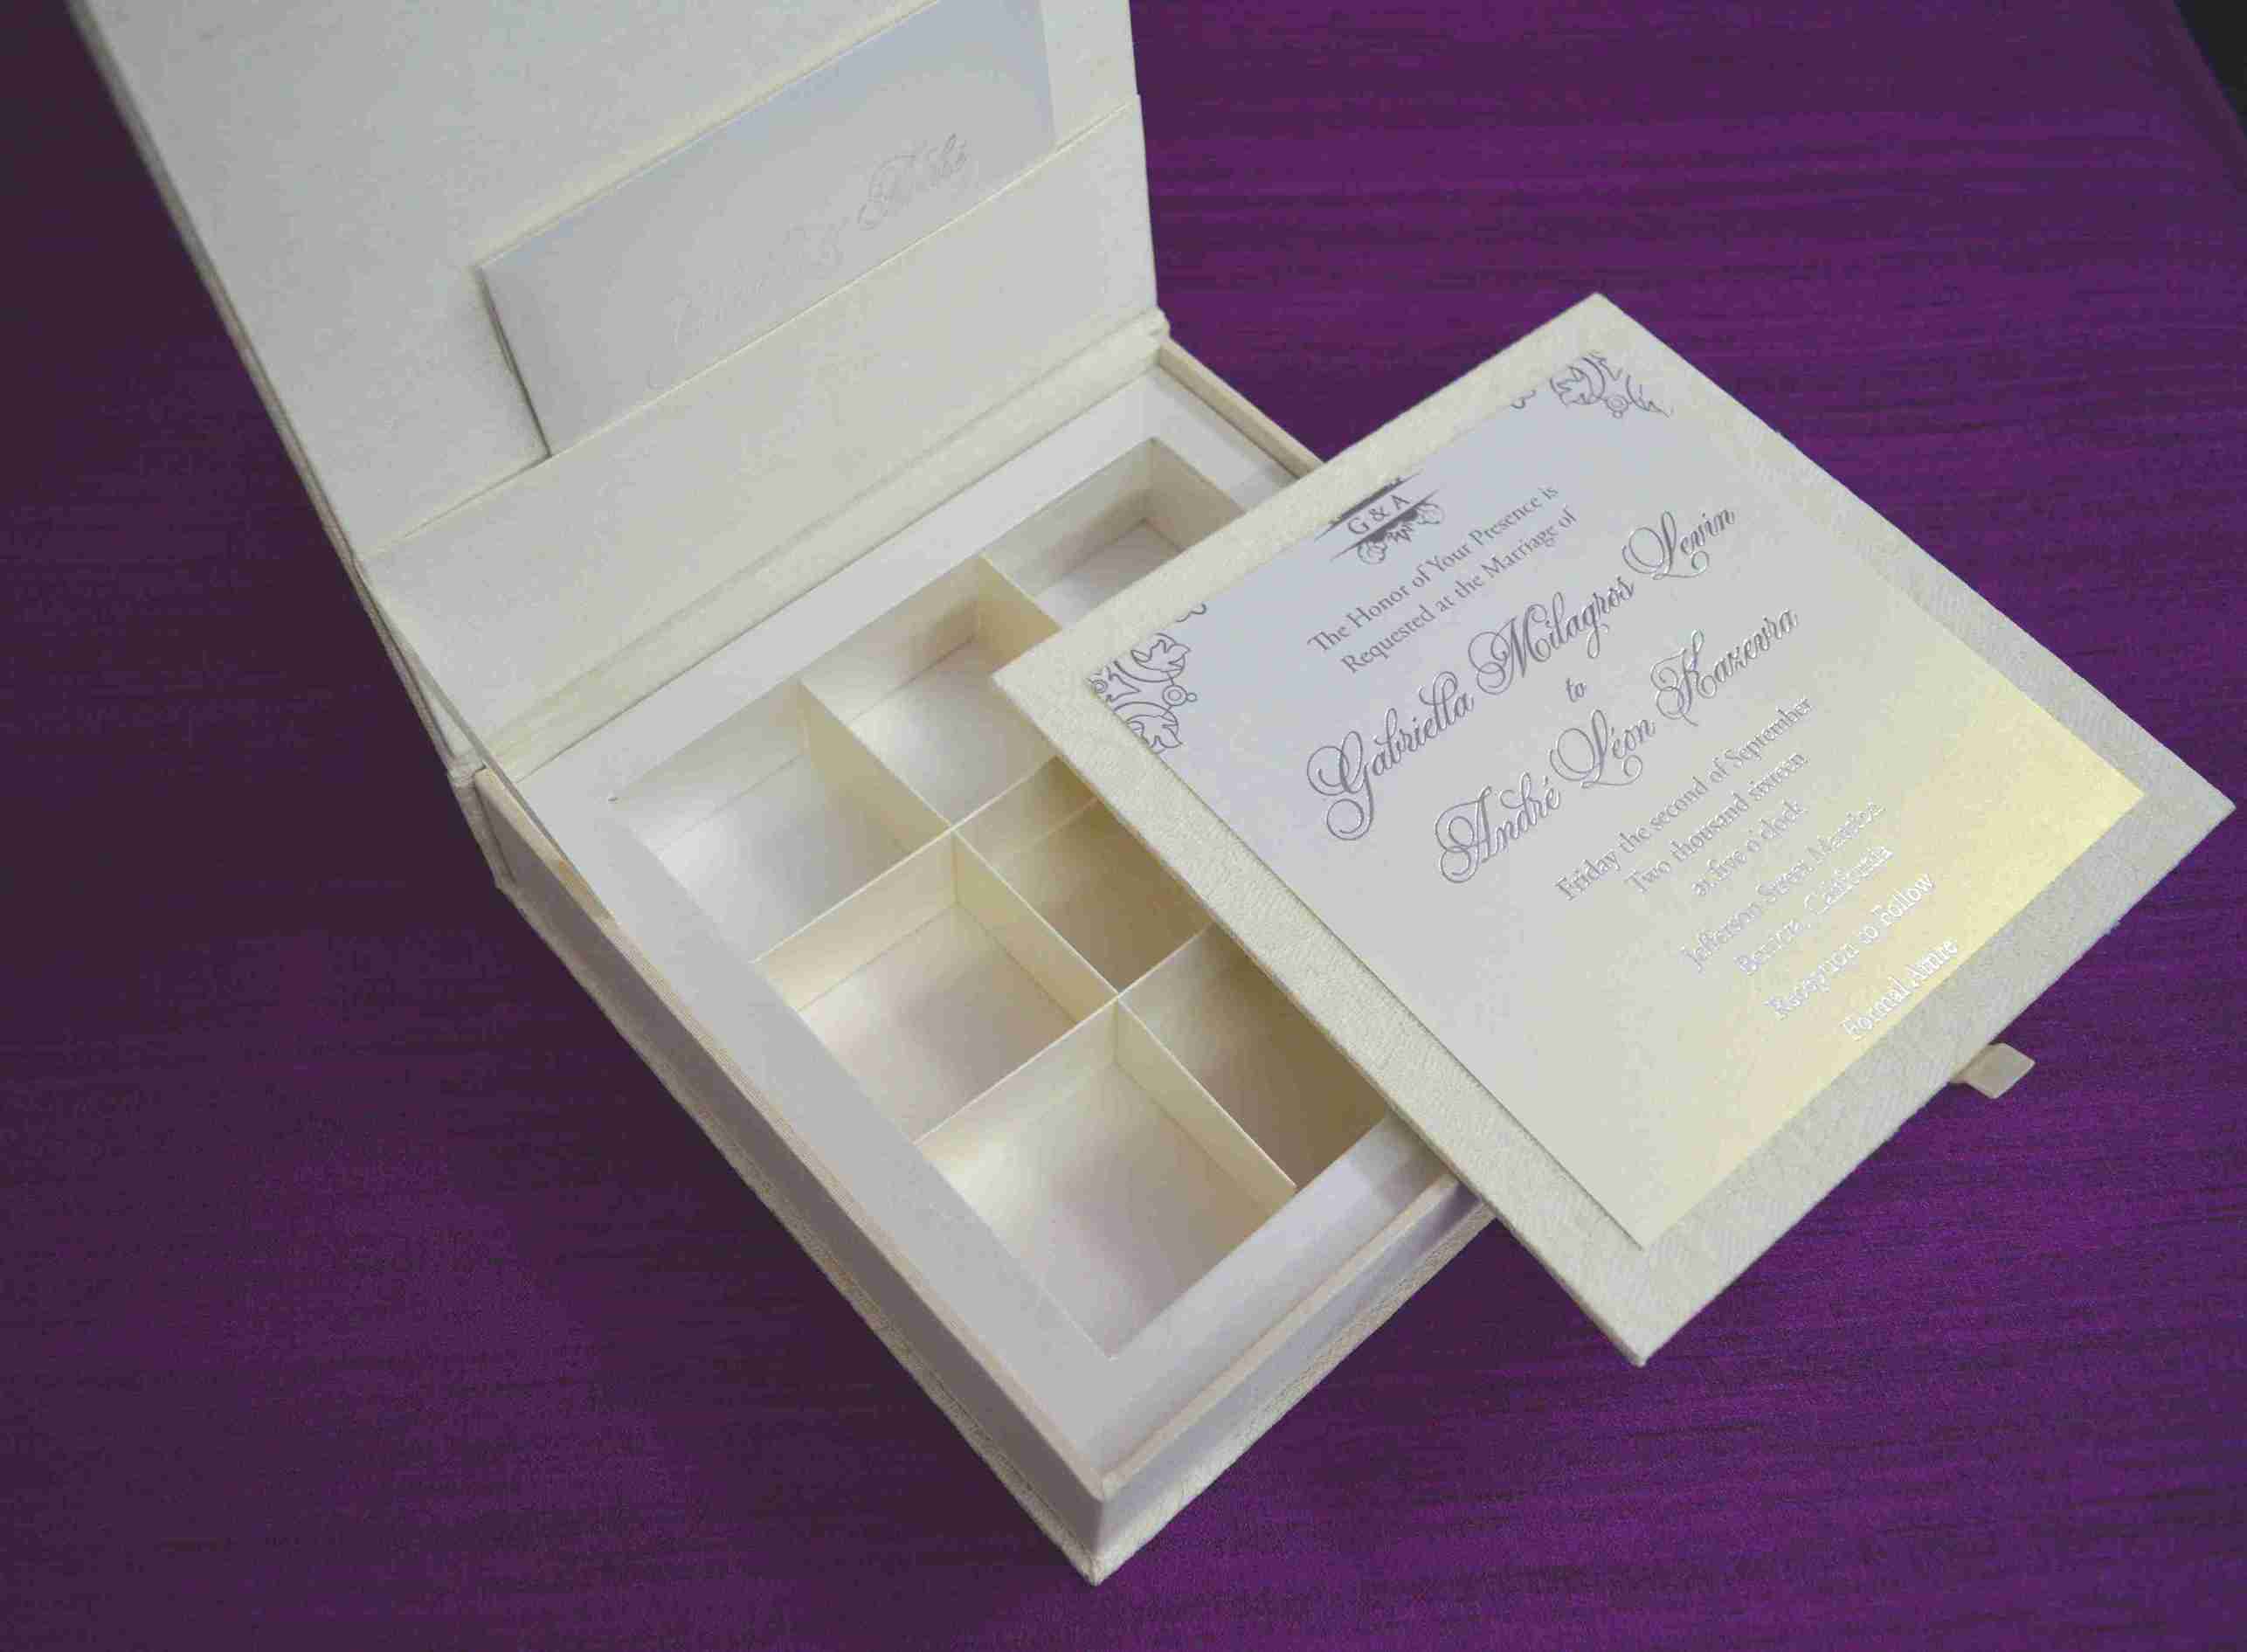 G & A
The Honor of Your Presence is
Requested at the Marriage of
Gabriella Milagros Levin
to
André Léon Kazevra
Friday the second of September
Two thousand sixteen
at five o'clock
Jefferson Street Mansion
Benicia, California
Reception to Follow
Formal Attire